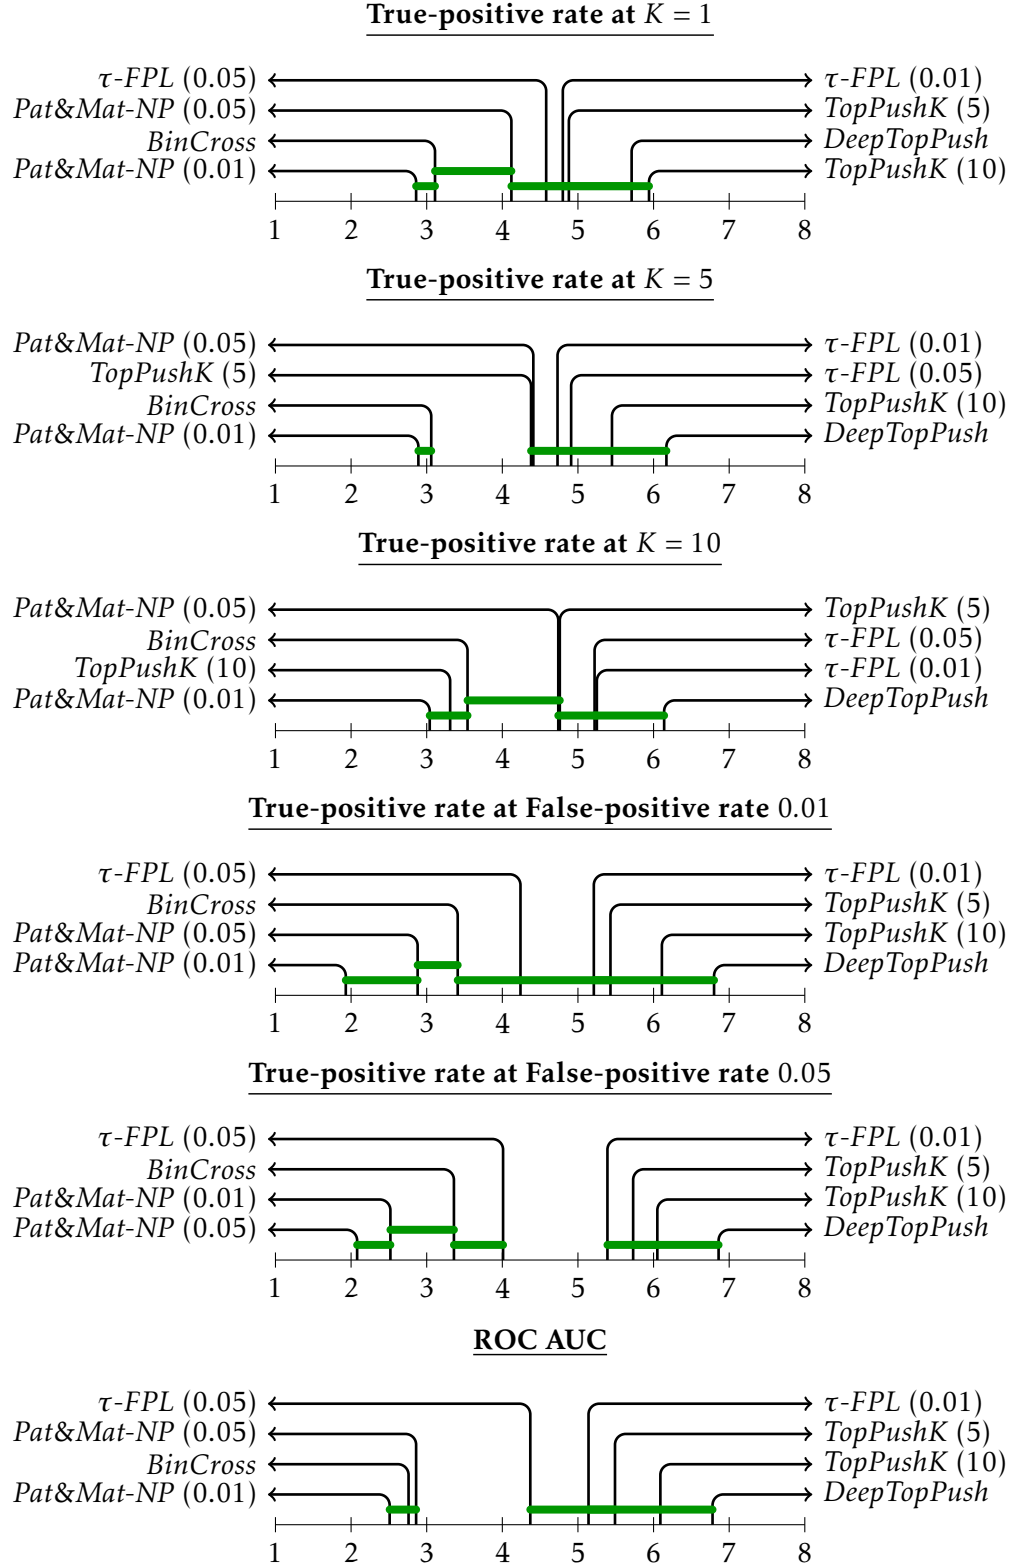 True-positive rate at K = 1
τ-FPL (0.05) τ-FPL (0.01)
Pat&Mat-NP (0.05) TopPushK (5)
BinCross DeepTopPush
Pat&Mat-NP (0.01) TopPushK (10)
1 2 3 4 5 6 7 8
True-positive rate at K = 5
Pat&Mat-NP (0.05) τ-FPL (0.01)
TopPushK (5) τ-FPL (0.05)
BinCross TopPushK (10)
Pat&Mat-NP (0.01) DeepTopPush
1 2 3 4 5 6 7 8
True-positive rate at K = 10
Pat&Mat-NP (0.05) TopPushK (5)
BinCross τ-FPL (0.05)
TopPushK (10) τ-FPL (0.01)
Pat&Mat-NP (0.01) DeepTopPush
1 2 3 4 5 6 7 8
True-positive rate at False-positive rate 0.01
τ-FPL (0.05) τ-FPL (0.01)
BinCross TopPushK (5)
Pat&Mat-NP (0.05) TopPushK (10)
Pat&Mat-NP (0.01) DeepTopPush
1 2 3 4 5 6 7 8
True-positive rate at False-positive rate 0.05
τ-FPL (0.05) τ-FPL (0.01)
BinCross TopPushK (5)
Pat&Mat-NP (0.01) TopPushK (10)
Pat&Mat-NP (0.05) DeepTopPush
1 2 3 4 5 6 7 8
ROC AUC
τ-FPL (0.05) τ-FPL (0.01)
Pat&Mat-NP (0.05) TopPushK (5)
BinCross TopPushK (10)
Pat&Mat-NP (0.01) DeepTopPush
1 2 3 4 5 6 7 8